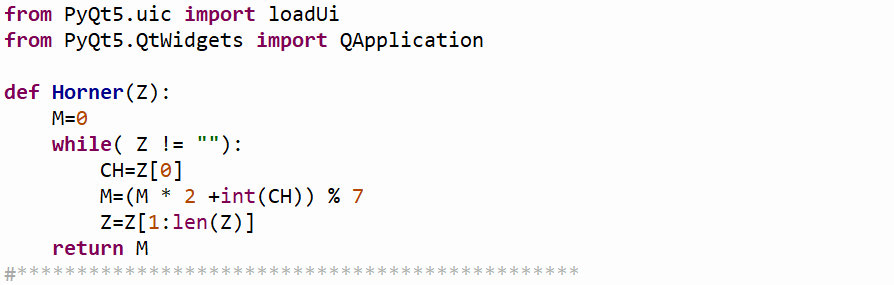 from PyQt5.uic import loadUi
from PyQt5.QtWidgets import QApplication

def Horner(Z):
    M=0
    while( Z != ""):
        CH=Z[0]
        M=(M * 2 +int(CH)) % 7
        Z=Z[1:len(Z)]
    return M
#***********************************************